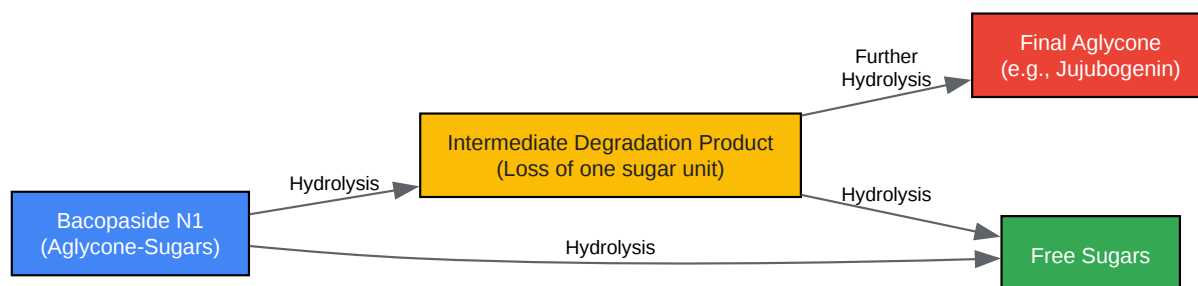 Bacopaside N1
(Aglycone-Sugars)
Hydrolysis
Intermediate Degradation Product
(Loss of one sugar unit)
Further
Hydrolysis
Final Aglycone
(e.g., Jujubogenin)
Hydrolysis
Hydrolysis
Free Sugars